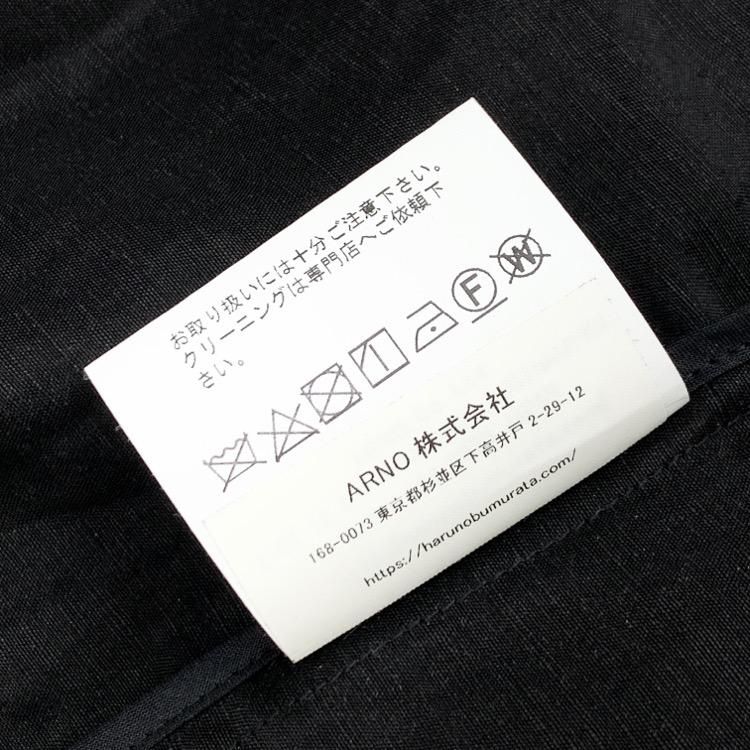 お取り扱いには十分ご注意下さい。
クリーニングは専門店へご依頼下
さい。
F W
ARNO 株式会社
168-0073 東京都杉並区下高井戸 2-29-12
https://harunobumurata.com/